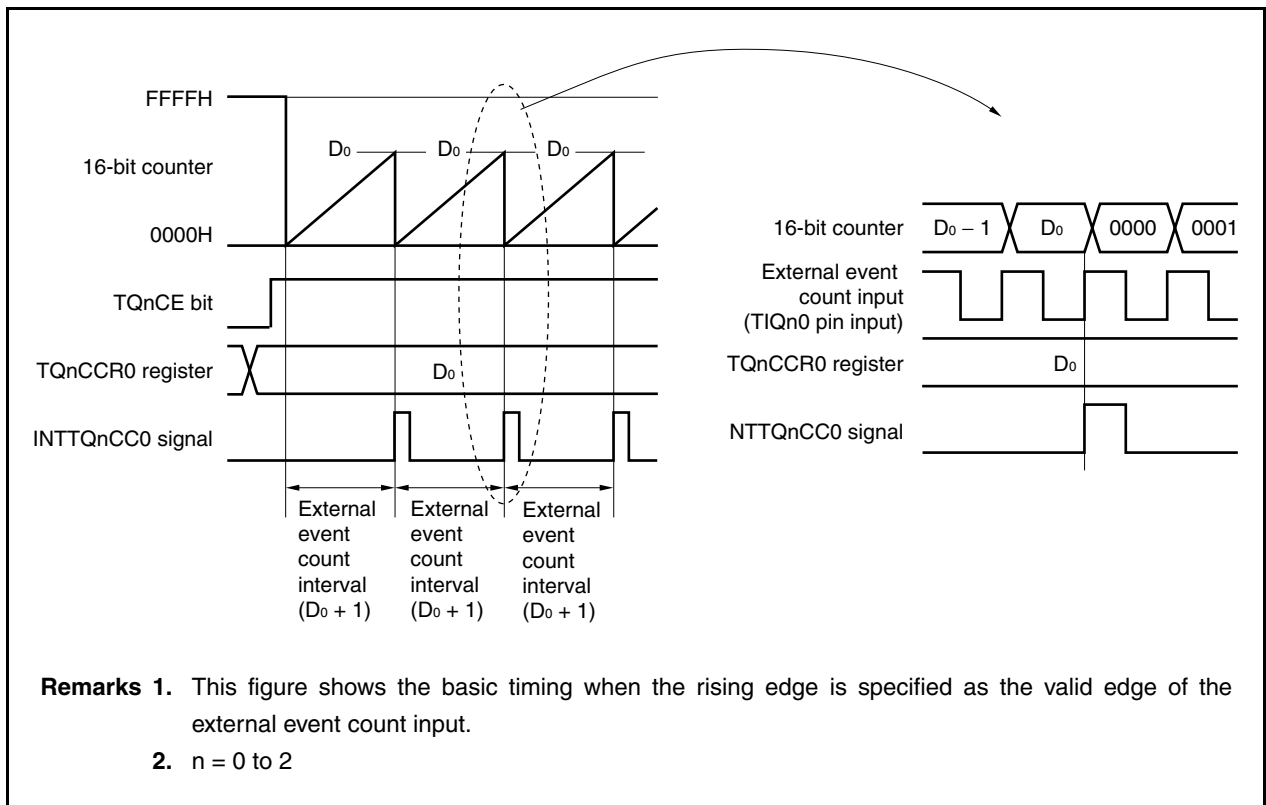 FFFFH
16-bit counter
0000H
D0 D0 D0
TQnCE bit
TQnCCR0 register
D0
INTTQnCC0 signal
External
event
count
interval
(D0 + 1)
External
event
count
interval
(D0 + 1)
External
event
count
interval
(D0 + 1)
16-bit counter
D0 − 1 D0 0000 0001
External event
count input
(TIQn0 pin input)
TQnCCR0 register
D0
NTTQnCC0 signal
Remarks 1. This figure shows the basic timing when the rising edge is specified as the valid edge of the
external event count input.
2. n = 0 to 2